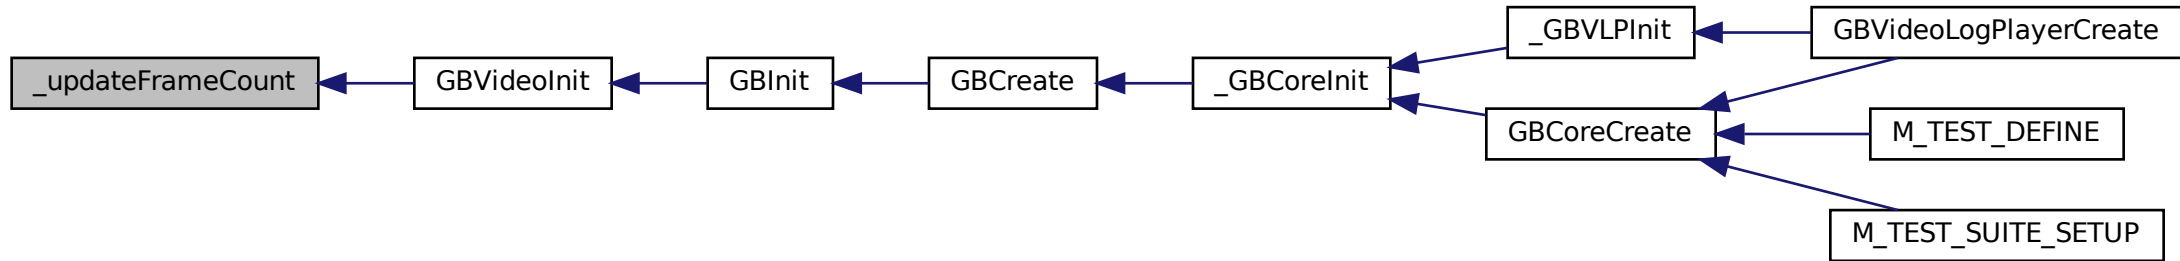 _updateFrameCount
GBVideoInit
GBInit
GBCreate
_GBCoreInit
_GBVLPInit
GBVideoLogPlayerCreate
GBCoreCreate
M_TEST_DEFINE
M_TEST_SUITE_SETUP